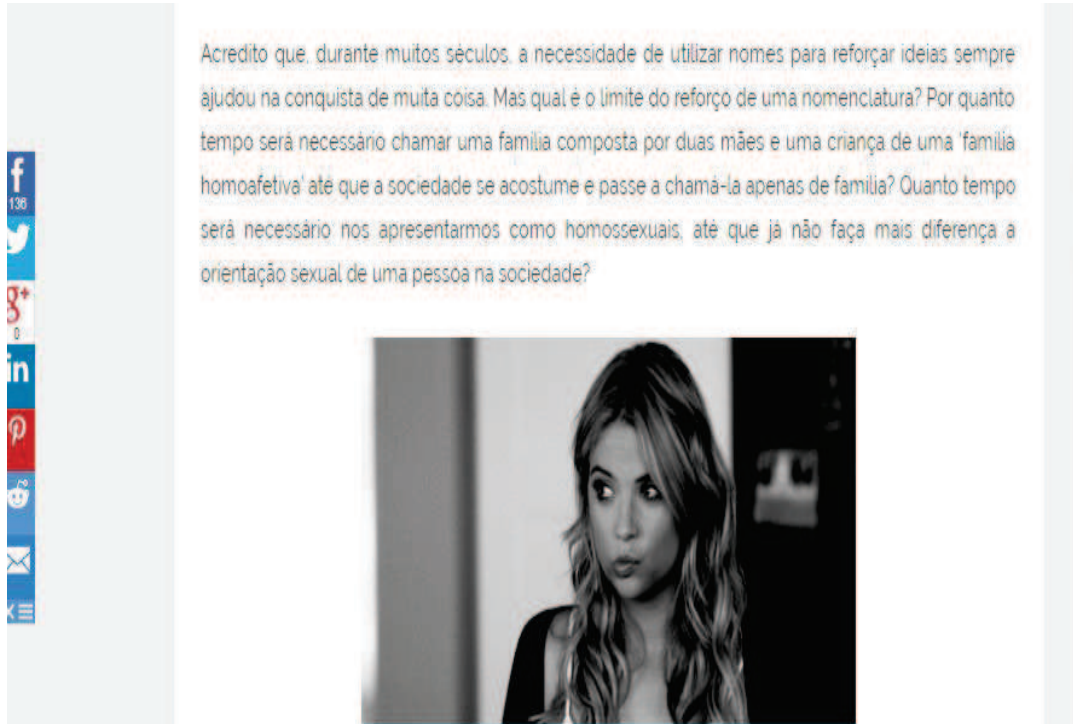 Acredito que, durante muitos séculos, a necessidade de utilizar nomes para reforçar ideias sempre
ajudou na conquista de muita coisa. Mas qual é o limite do reforço de uma nomenclatura? Por quanto
tempo será necessário chamar uma família composta por duas mães e uma criança de uma 'família
homoafetiva' até que a sociedade se acostume e passe a chamá-la apenas de família? Quanto tempo
será necessário nos apresentarmos como homossexuais, até que já não faça mais diferença a
orientação sexual de uma pessoa na sociedade?
f
136
g+
0
in